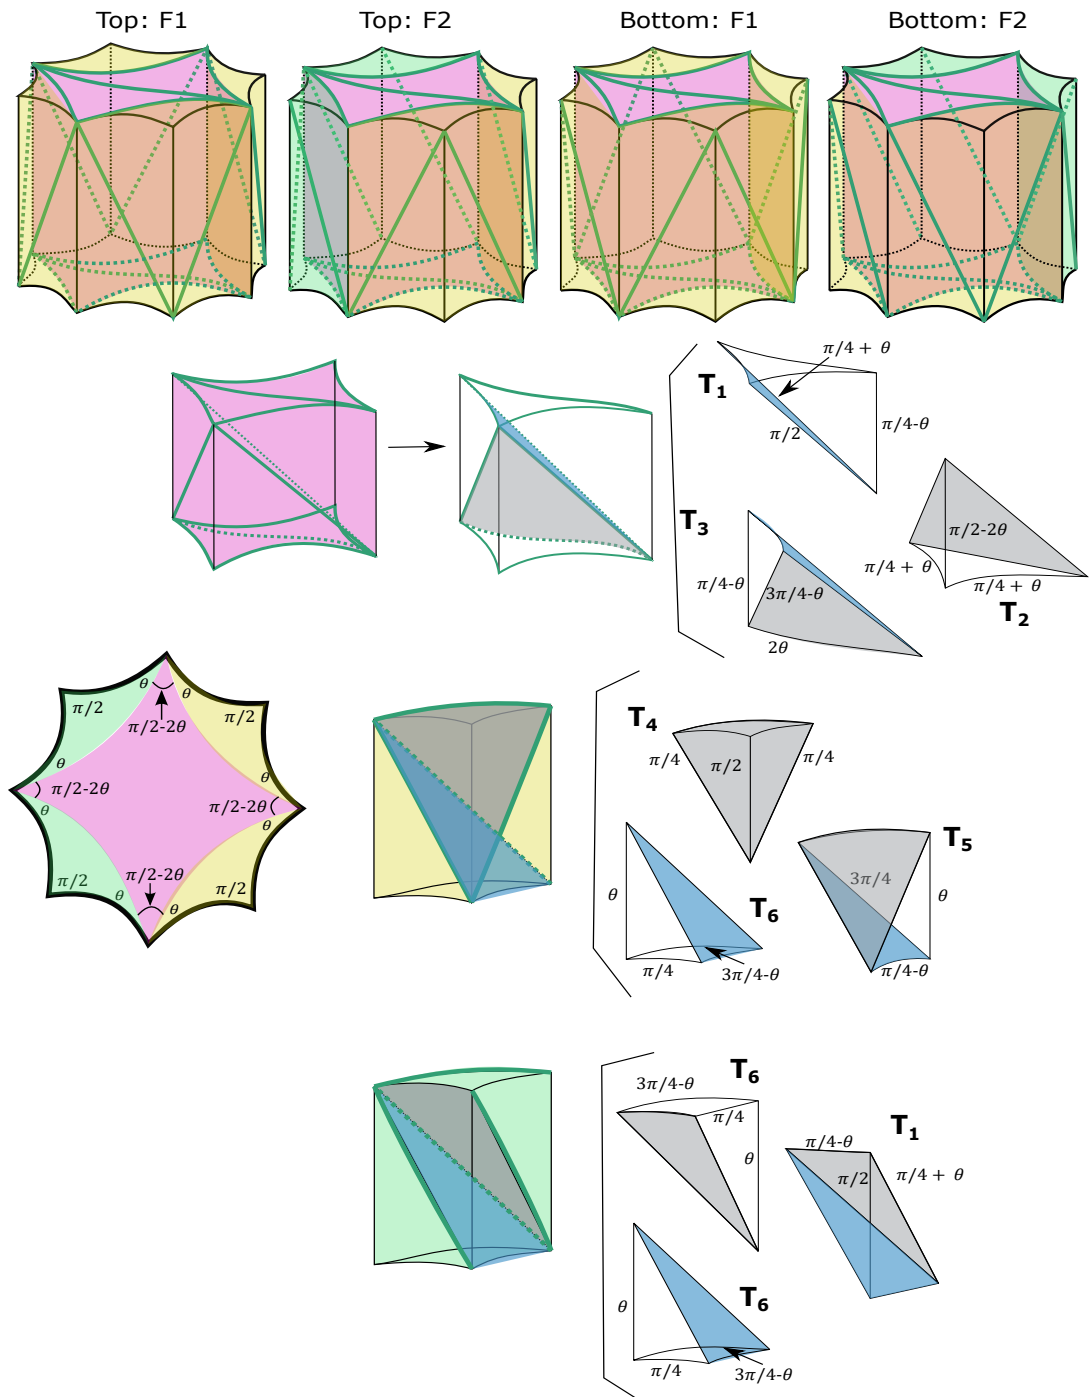 Top: F1
Top: F2
Bottom: F1
Bottom: F2
π/4 + θ
T1
π/2
π/4-θ
T3
π/4-θ
3π/4-θ
2θ
π/2-2θ
π/4 + θ
π/4 + θ
T2
θ
θ
π/2
π/2
π/2-2θ
θ
θ
π/2-2θ
π/2-2θ
θ
θ
π/2-2θ
π/2
π/2
θ
θ
T4
π/4
π/2
π/4
T5
3π/4
θ
π/4-θ
θ
T6
π/4
3π/4-θ
T6
3π/4-θ
π/4
θ
T1
π/4-θ
π/2
π/4 + θ
θ
T6
π/4
3π/4-θ